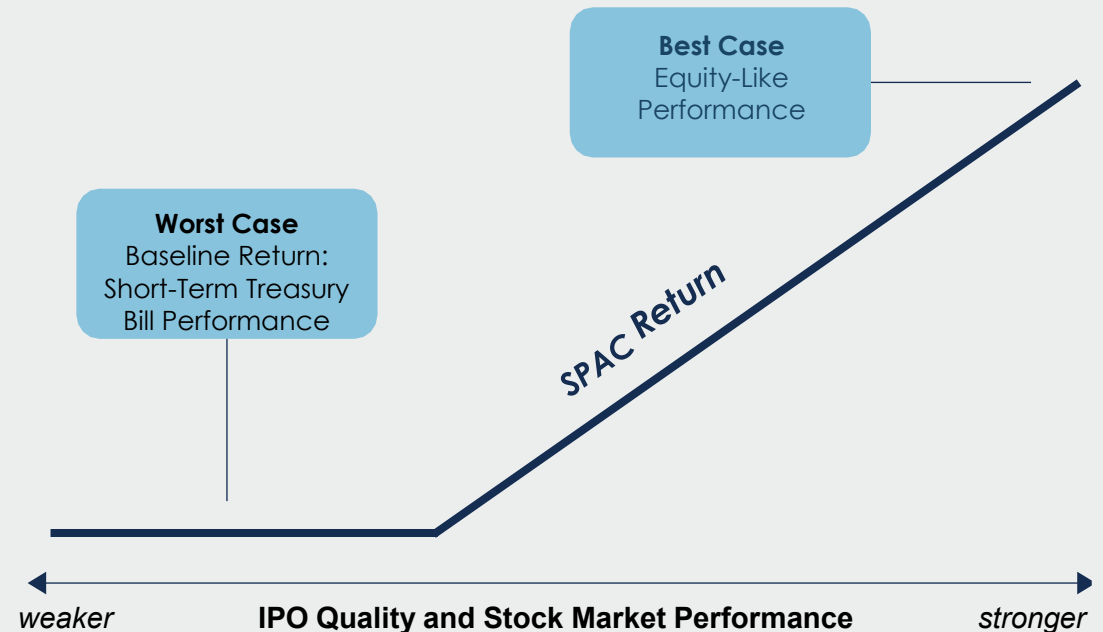 Best Case
Equity-Like
Performance
Worst Case
Baseline Return:
Short-Term Treasury
Bill Performance
SPAC Return
weaker
IPO Quality and Stock Market Performance
stronger